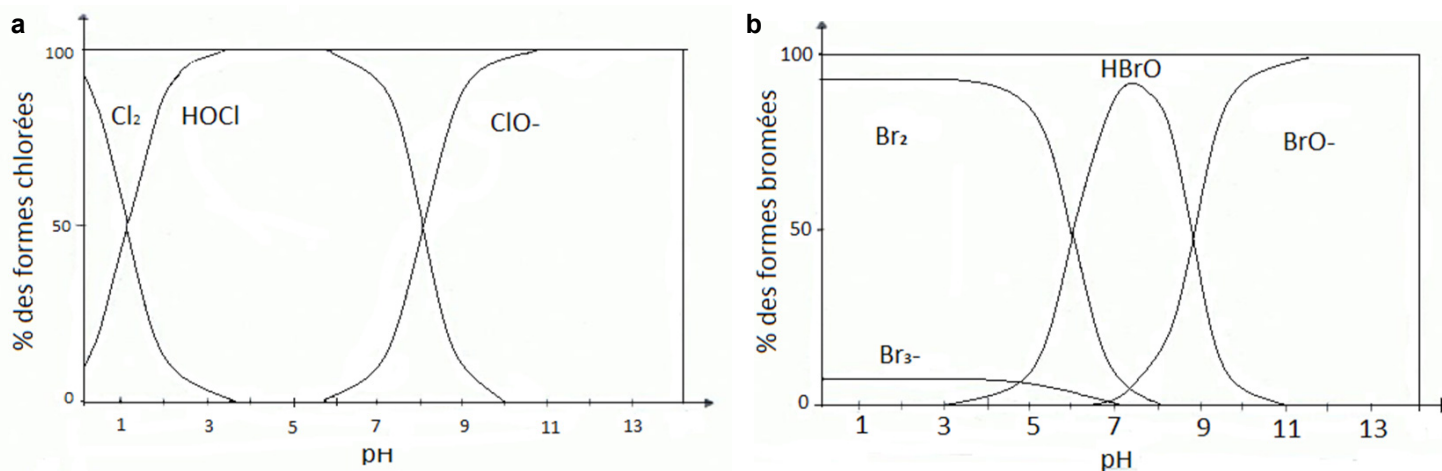 a
100
50
0
% des formes chlorées
Cl₂
HOCl
ClO-
1 3 5 7 9 11 13
pH
b
100
50
0
% des formes bromées
HBrO
Br₂
BrO-
Br₃-
1 3 5 7 9 11 13
pH